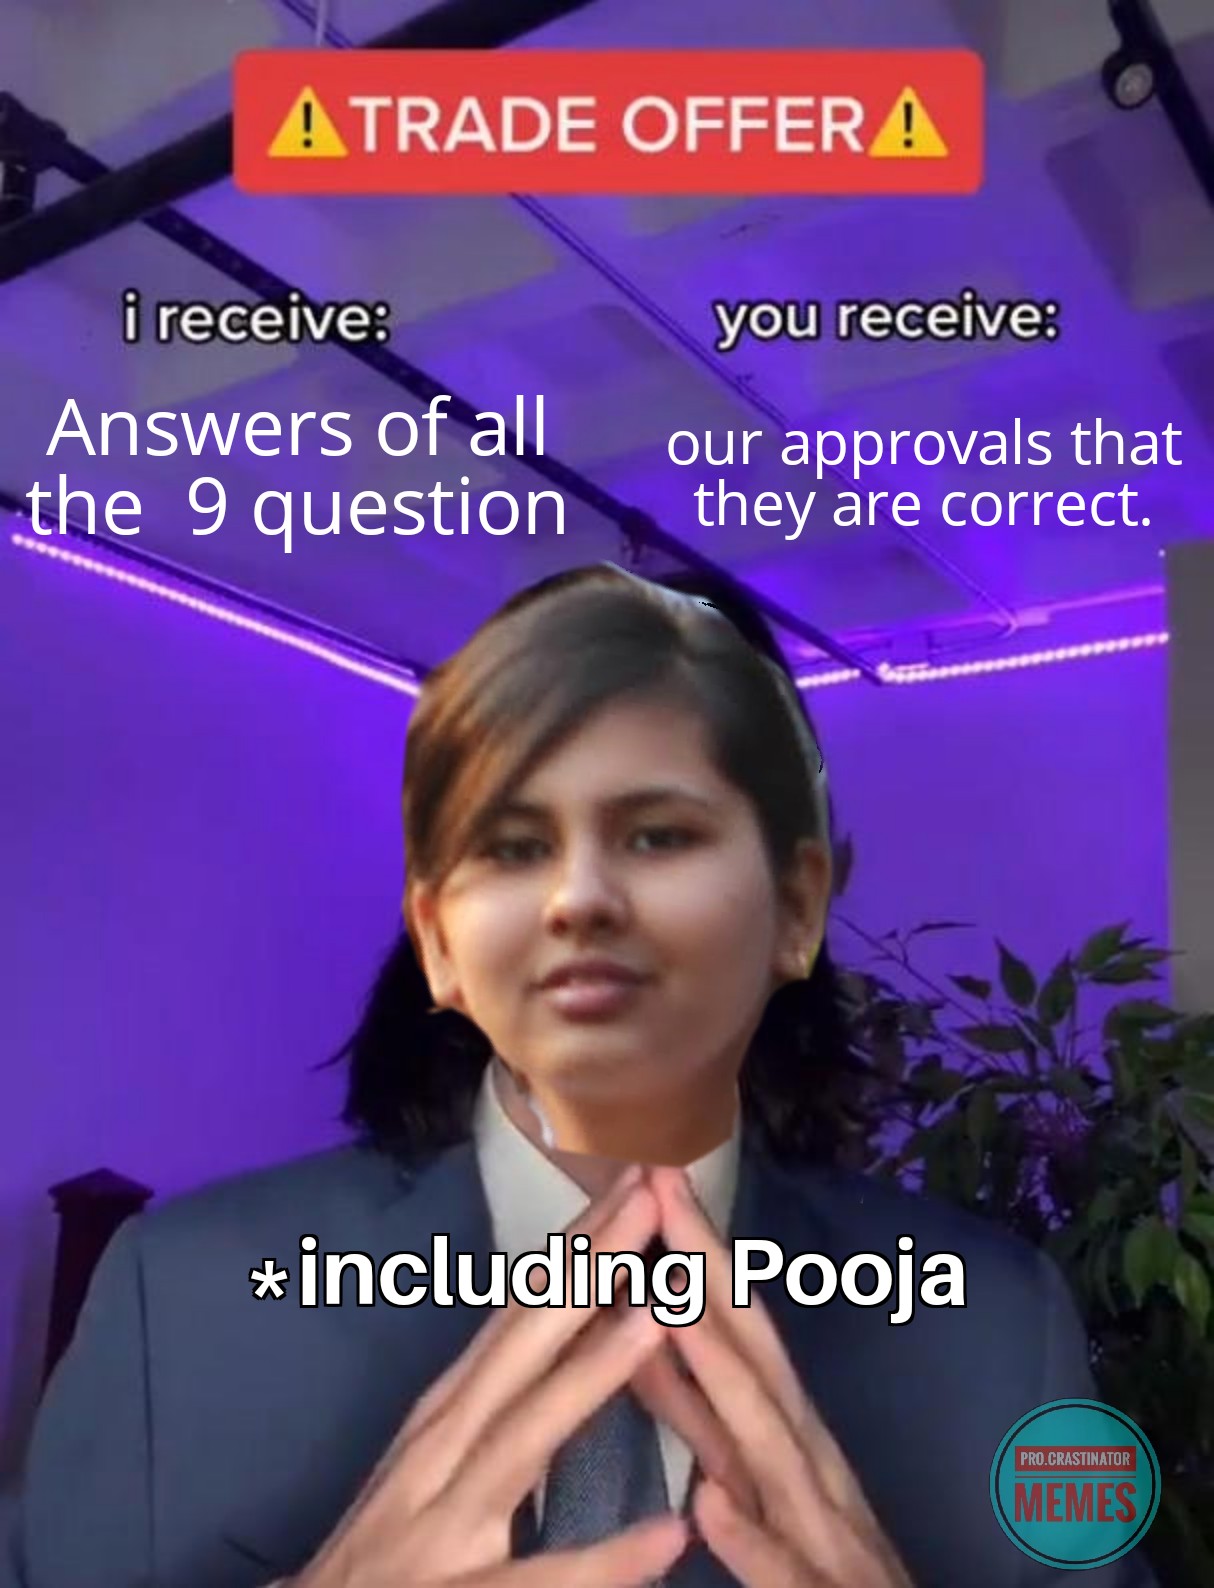 ⚠TRADE OFFER⚠
i receive:
you receive:
Answers of all
the 9 question
our approvals that
they are correct.
*including Pooja
PRO.CRASTINATOR
MEMES